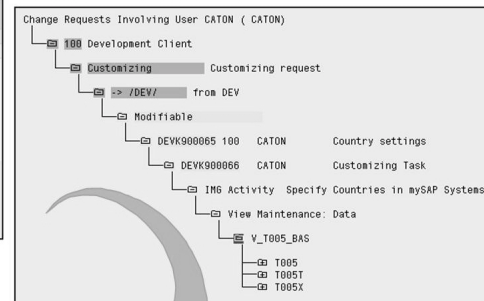 Change Requests Involving User CATON ( CATON)
100 Development Client
Customizing Customizing request
-> /DEV/ from DEV
Modifiable
DEVK900065 100 CATON Country settings
DEVK900066 CATON Customizing Task
IMG Activity Specify Countries in mySAP Systems
View Maintenance: Data
V_T005_BAS
T005
T005T
T005X